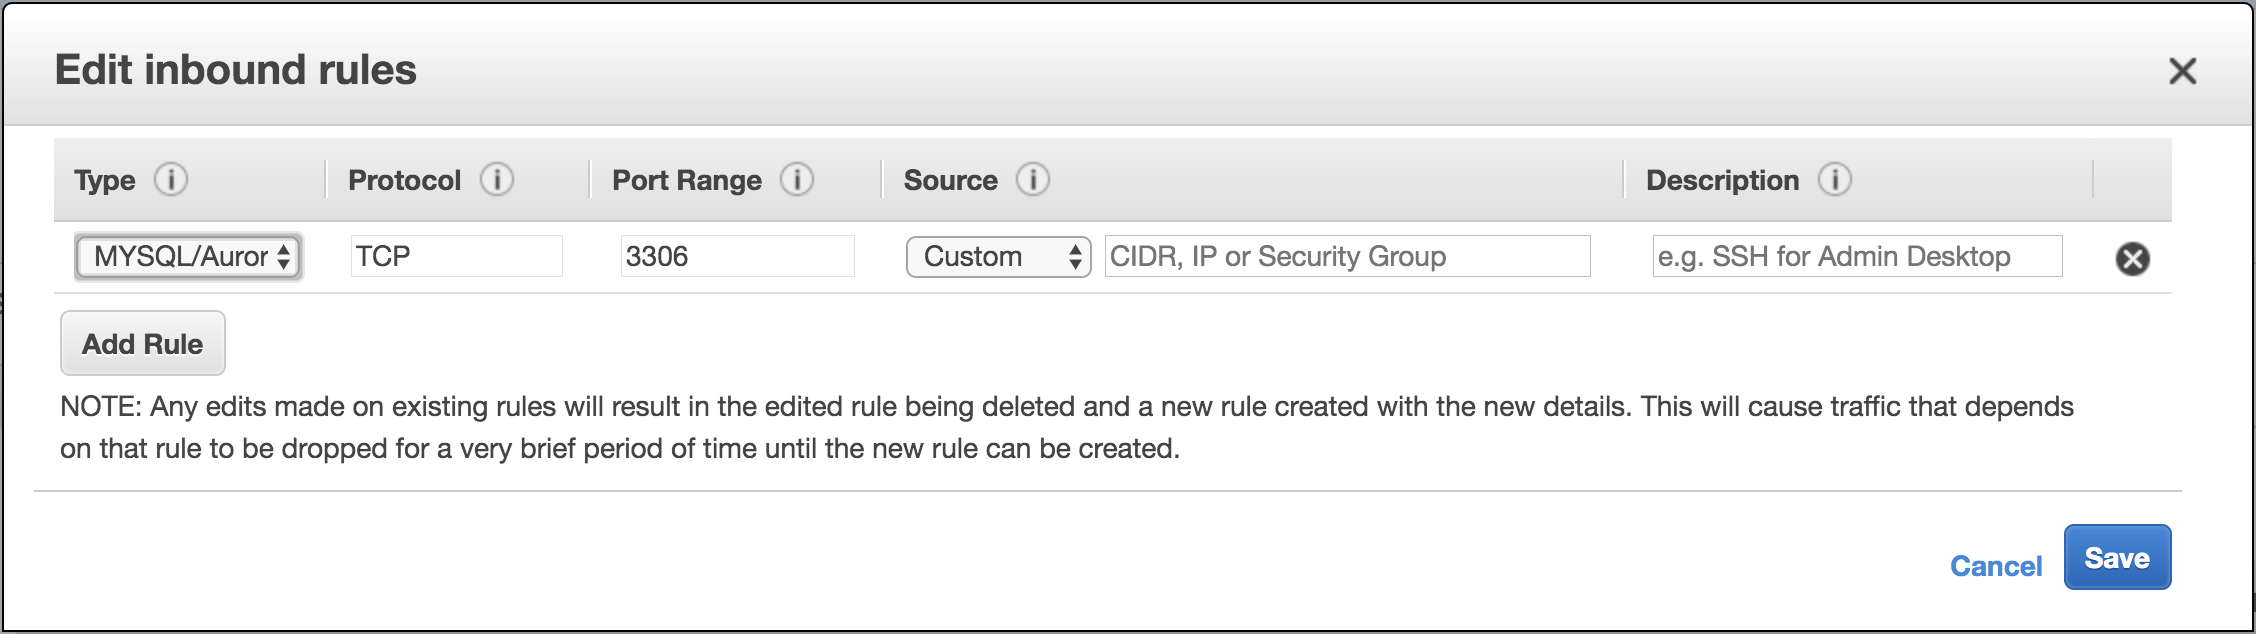 Edit inbound rules
Type Protocol Port Range Source Description
MYSQL/Auror TCP 3306 Custom CIDR, IP or Security Group e.g. SSH for Admin Desktop
Add Rule
NOTE: Any edits made on existing rules will result in the edited rule being deleted and a new rule created with the new details. This will cause traffic that depends
on that rule to be dropped for a very brief period of time until the new rule can be created.
Cancel Save